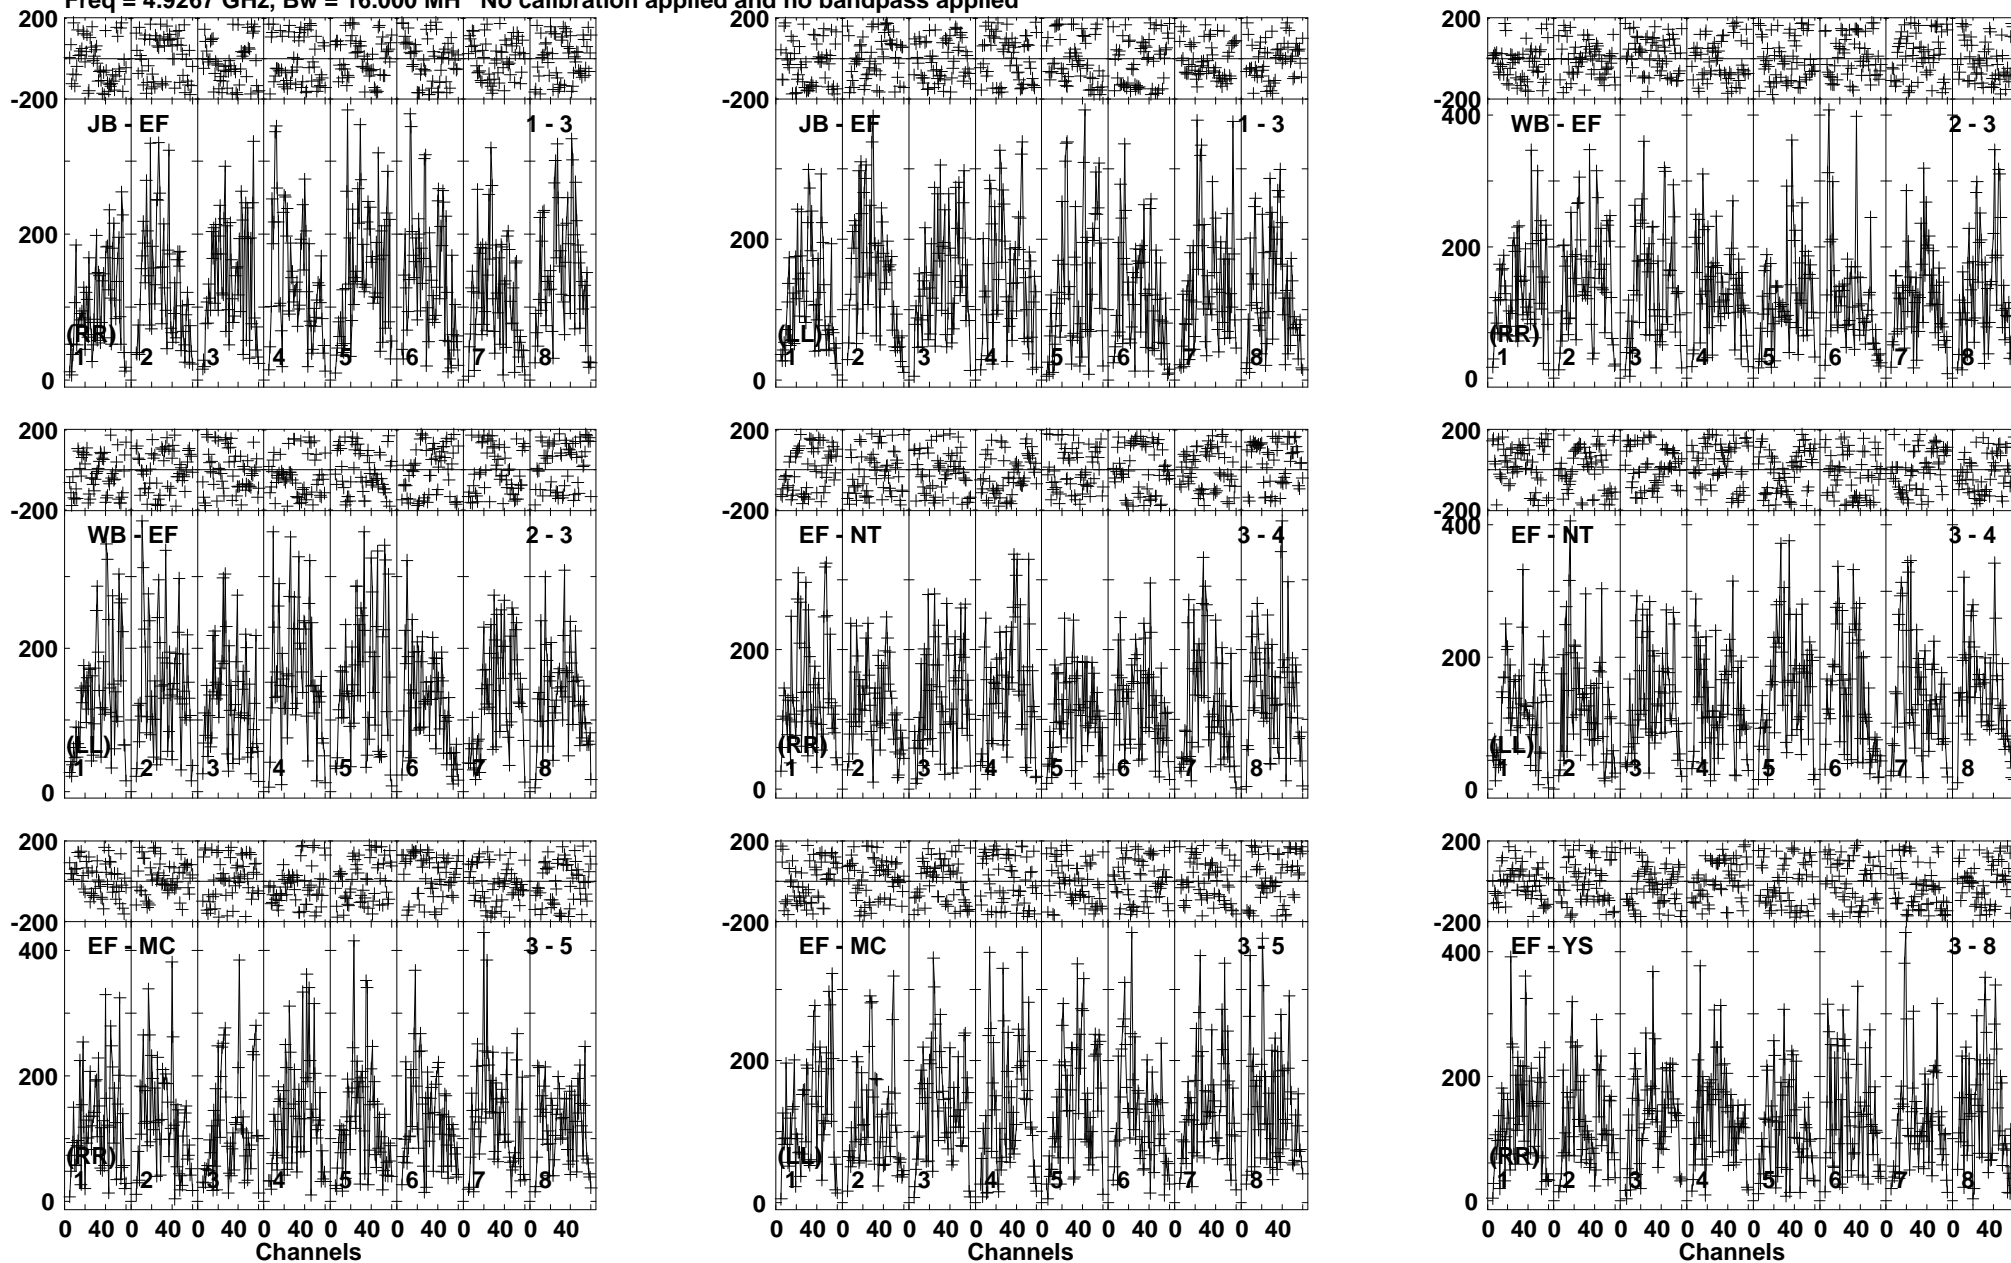 Freq = 4.9267 GHz, Bw = 16.000 MH No calibration applied and no bandpass applied
200 200 200
-200 -200 -200
JB - EF 1 - 3 JB - EF 1 - 3 400 WB - EF 2 - 3
200 200 200
(RR) (LL) (RR)
1 2 3 4 5 6 7 8 1 2 3 4 5 6 7 8 1 2 3 4 5 6 7 8
0 0 0
200 200 200
-200 -200 -200
WB - EF 2 - 3 EF - NT 3 - 4 400 EF - NT 3 - 4
200 200 200
(LL) (RR) (LL)
1 2 3 4 5 6 7 8 1 2 3 4 5 6 7 8 1 2 3 4 5 6 7 8
0 0 0
200 200 200
-200 -200 -200
400 EF - MC 3 - 5 EF - MC 3 - 5 400 EF - YS 3 - 8
200 200 200
(RR) (LL) (RR)
1 2 3 4 5 6 7 8 1 2 3 4 5 6 7 8 1 2 3 4 5 6 7 8
0 0 0
0 40 0 40 0 40 0 40 0 40 0 40 0 40 0 40 0 40 0 40 0 40 0 40 0 40 0 40 0 40 0 40 0 40 0 40 0 40 0 40 0 40 0 40 0 40 0 40
Channels Channels Channels